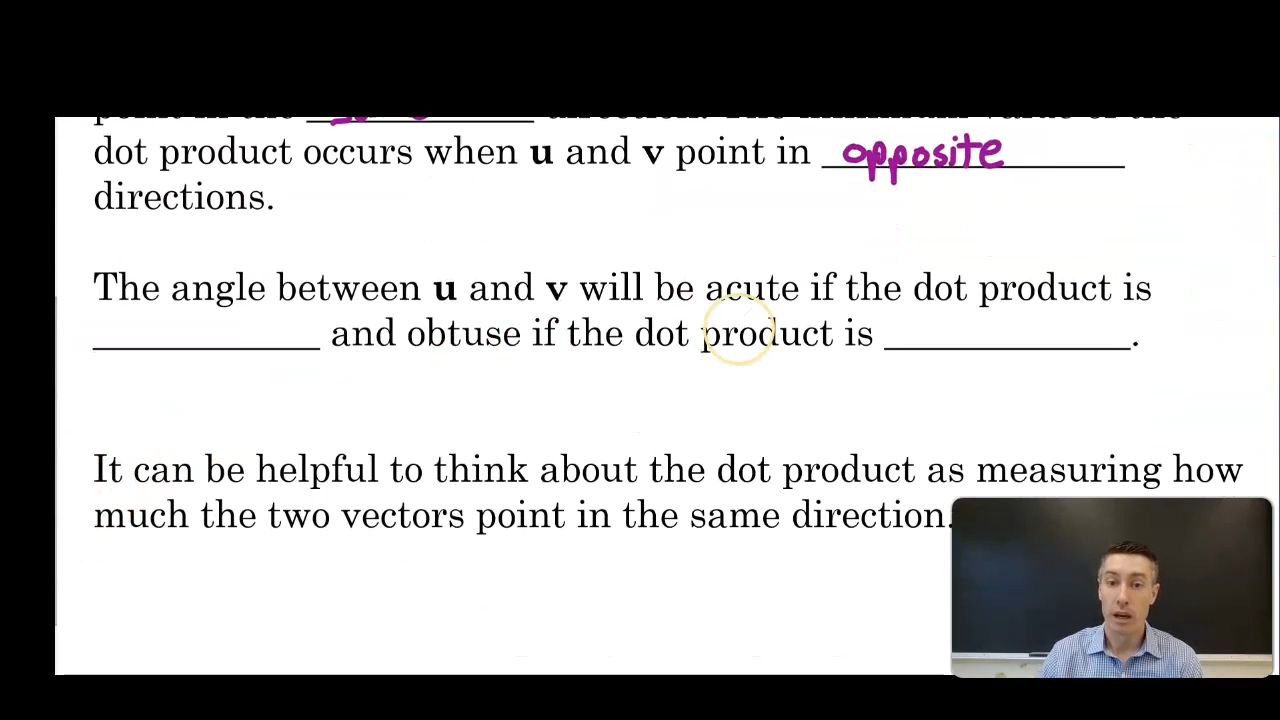 dot product occurs when u and v point in opposite
directions.
The angle between u and v will be acute if the dot product is
____________ and obtuse if the dot product is _____________.
It can be helpful to think about the dot product as measuring how
much the two vectors point in the same direction.